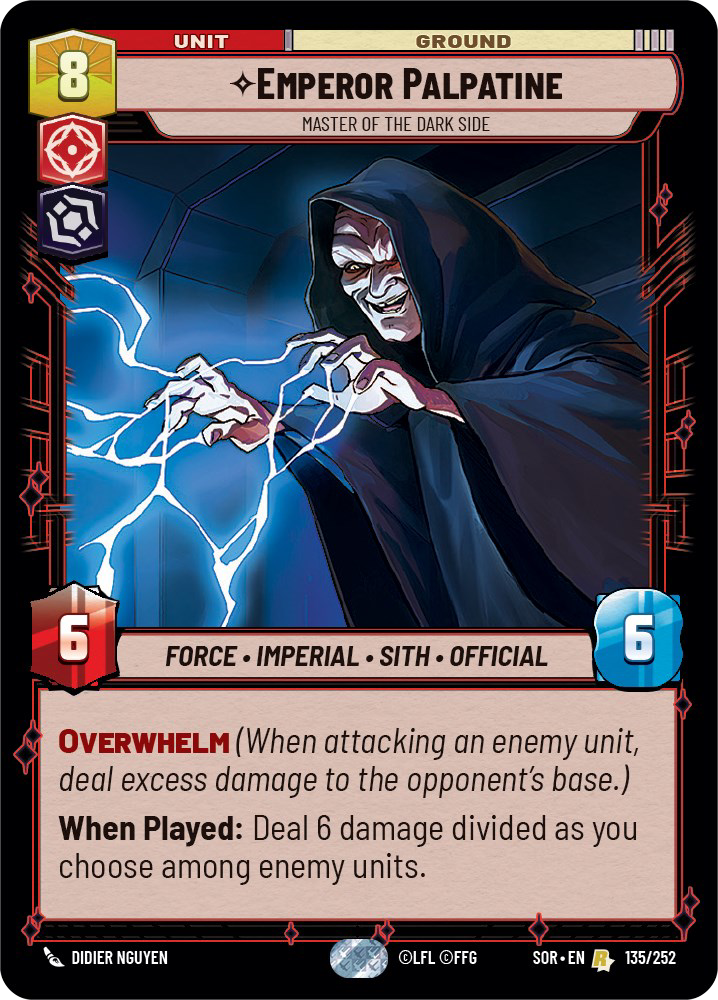 UNIT
GROUND
8
EMPEROR PALPATINE
MASTER OF THE DARK SIDE
6
FORCE • IMPERIAL • SITH • OFFICIAL
6
OVERWHELM (When attacking an enemy unit,
deal excess damage to the opponent's base.)
When Played: Deal 6 damage divided as you
choose among enemy units.
DIDIER NGUYEN
©LFL ©FFG
SOR • EN R 135/252